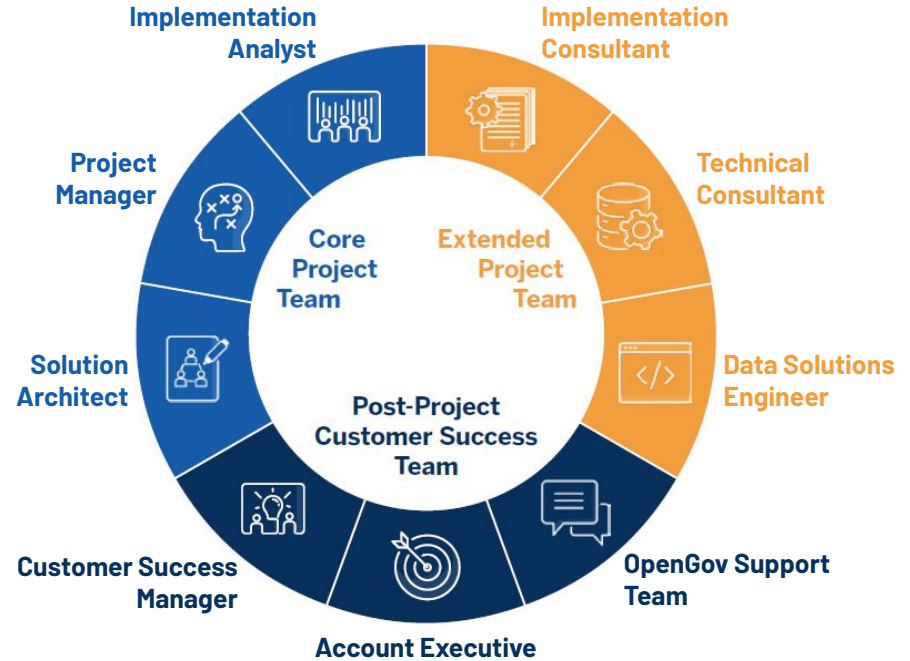 Implementation
Analyst
Implementation
Consultant
Project
Manager
Technical
Consultant
Core
Project
Team
Extended
Project
Team
Solution
Architect
</>
Data Solutions
Engineer
Post-Project
Customer Success
Team
Customer Success
Manager
OpenGov Support
Team
Account Executive